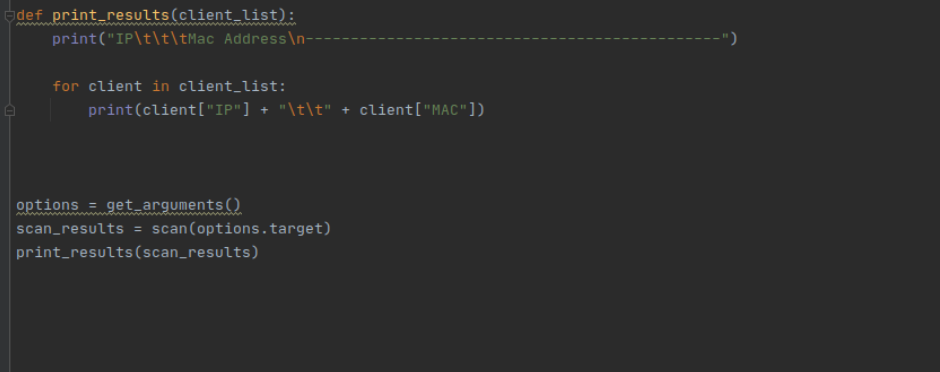 def print_results(client_list):
    print("IP\t\t\tMac Address\n----------------------------------------------")

    for client in client_list:
        print(client["IP"] + "\t\t" + client["MAC"])

options = get_arguments()
scan_results = scan(options.target)
print_results(scan_results)